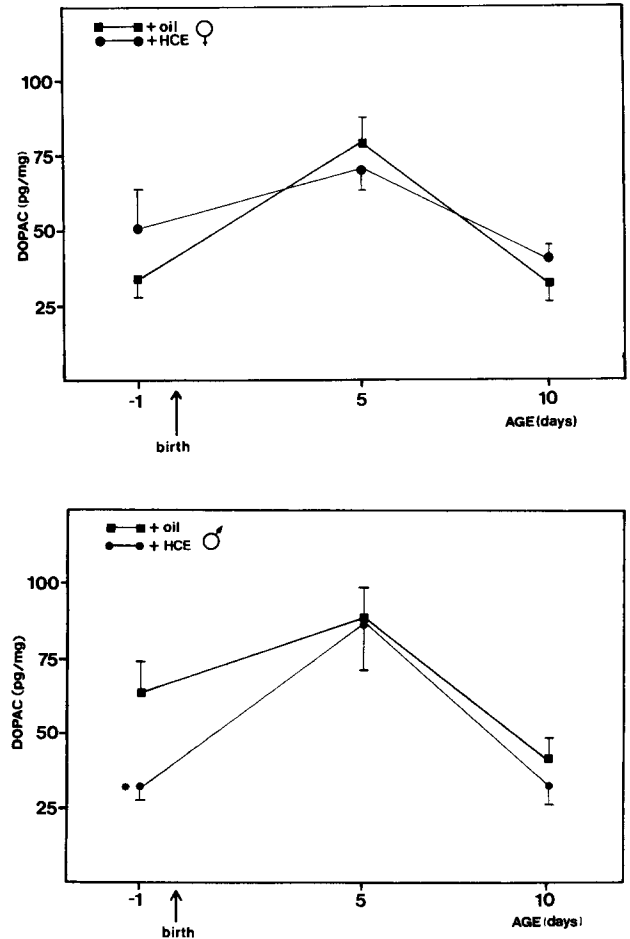 + oil ♀
+ HCE
100
75
50
25
DOPAC (pg/mg)
-1 5 10
AGE (days)
birth
+ oil ♂
+ HCE
100
75
50
25
DOPAC (pg/mg)
-1 5 10
AGE (days)
birth